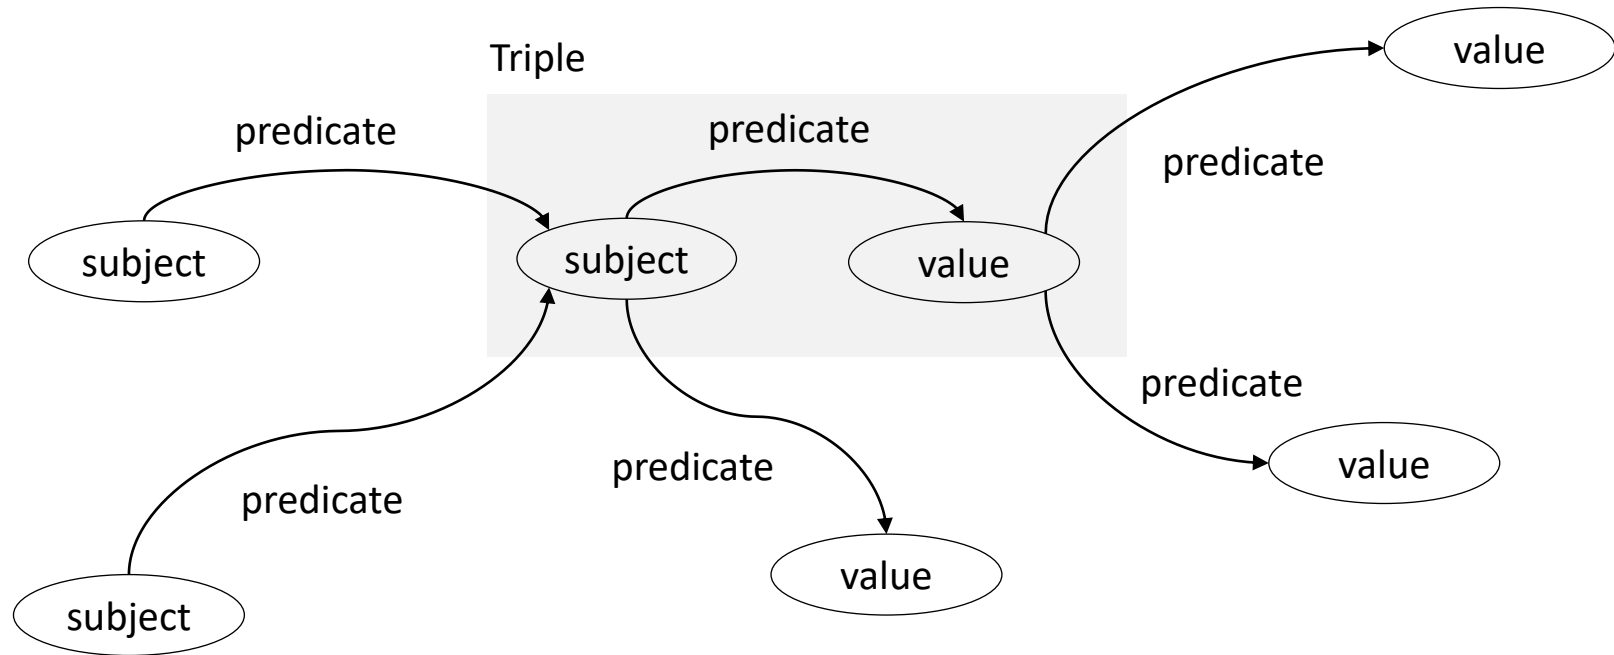 value
Triple
predicate
predicate
predicate
subject
subject
value
predicate
value
predicate
predicate
value
subject